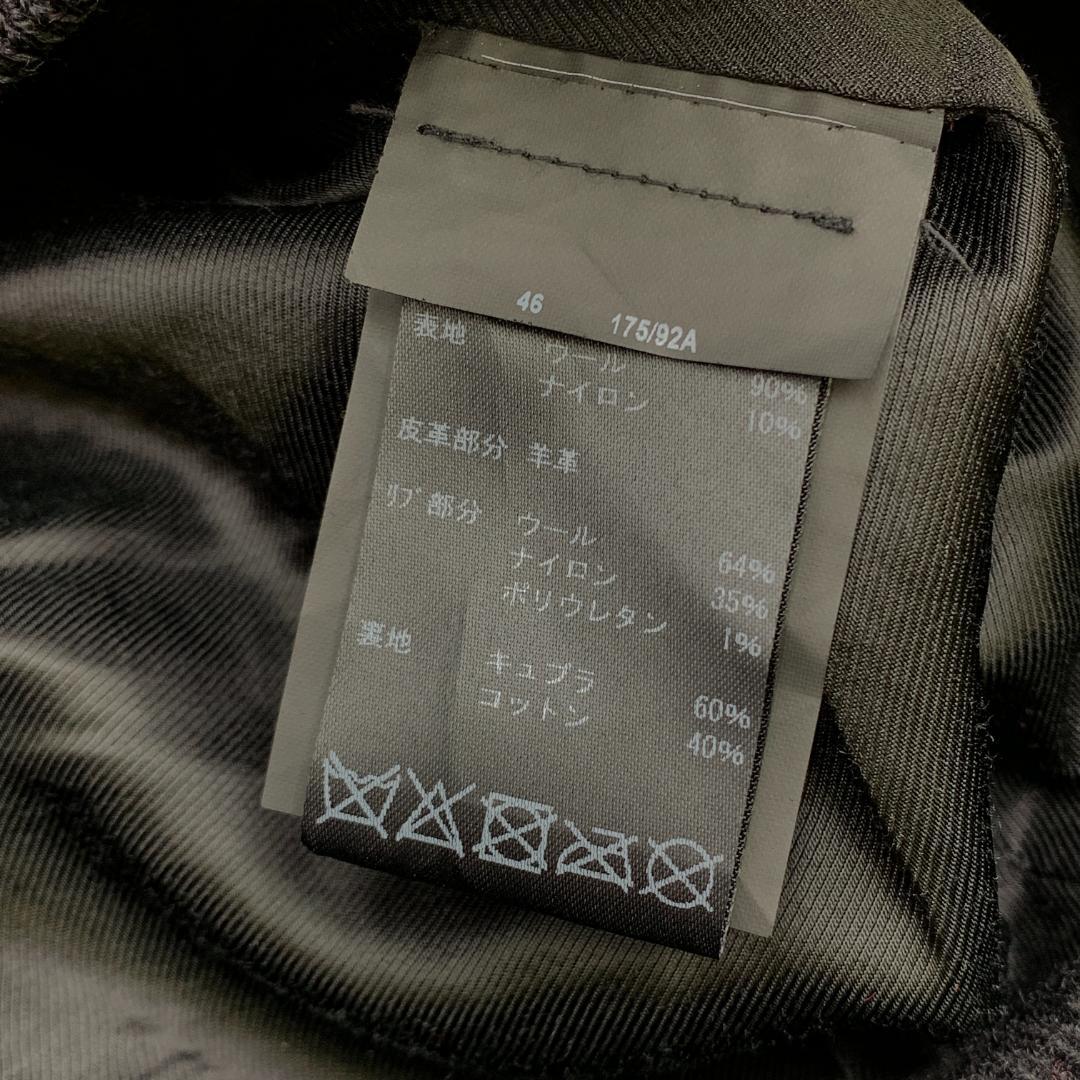 46 175/92A
表地 ウール 90%
ナイロン 10%
皮革部分 羊革
リブ部分 ウール 64%
ナイロン 35%
ポリウレタン 1%
裏地 キュプラ 60%
コットン 40%